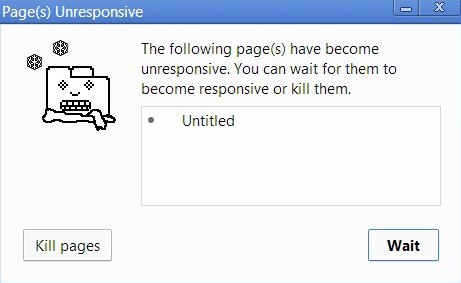 Page(s) Unresponsive
The following page(s) have become
unresponsive. You can wait for them to
become responsive or kill them.
Untitled
Kill pages
Wait